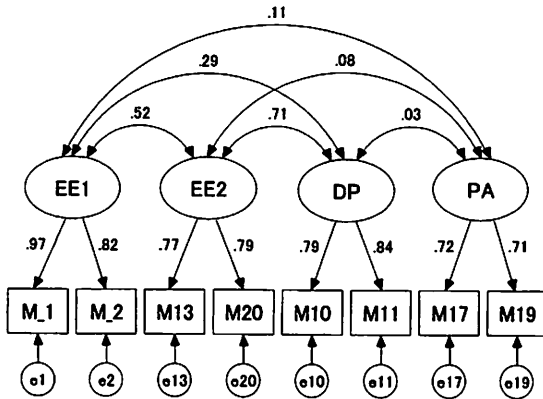 .11
.29 .08
.52 .71 .03
EE1 EE2 DP PA
.97 .82 .77 .79 .79 .84 .72 .71
M_1 M_2 M13 M20 M10 M11 M17 M19
e1 e2 e13 e20 e10 e11 e17 e19